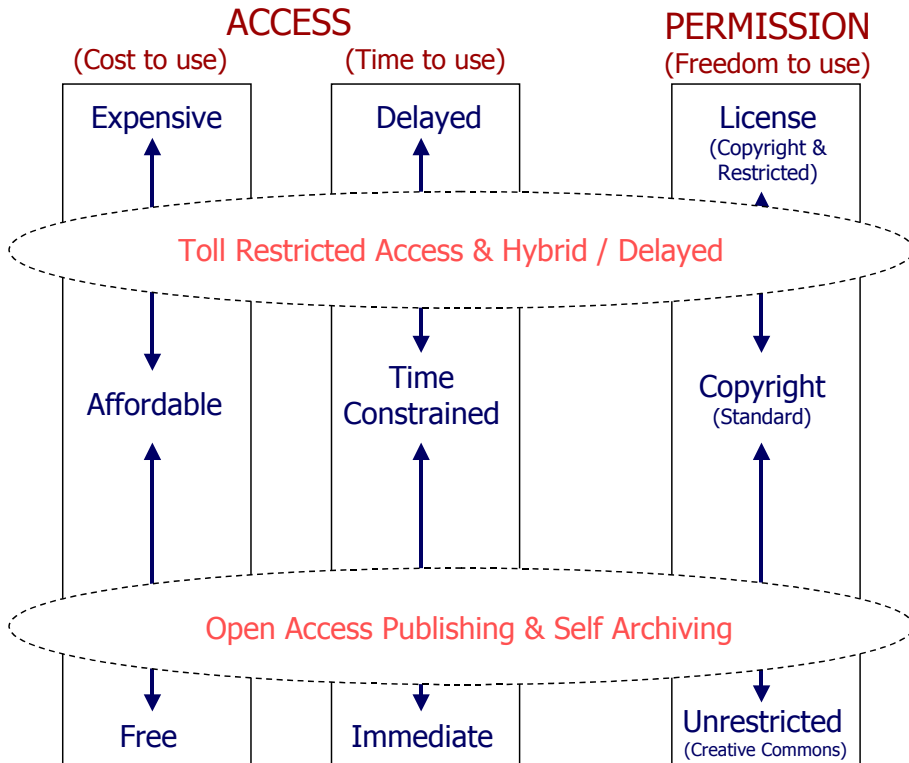 ACCESS
PERMISSION
(Cost to use)
(Time to use)
(Freedom to use)
Expensive
Delayed
License
(Copyright &
Restricted)
Toll Restricted Access & Hybrid / Delayed
Affordable
Time
Constrained
Copyright
(Standard)
Open Access Publishing & Self Archiving
Free
Immediate
Unrestricted
(Creative Commons)